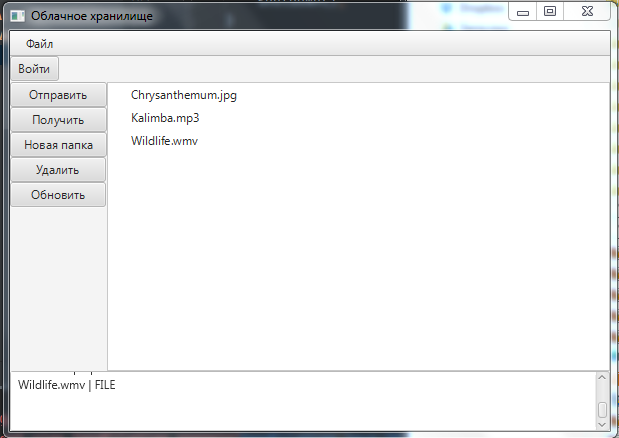 Облачное хранилище
Файл
Войти
Отправить
Получить
Новая папка
Удалить
Обновить
Chrysanthemum.jpg
Kalimba.mp3
Wildlife.wmv
Wildlife.wmv | FILE